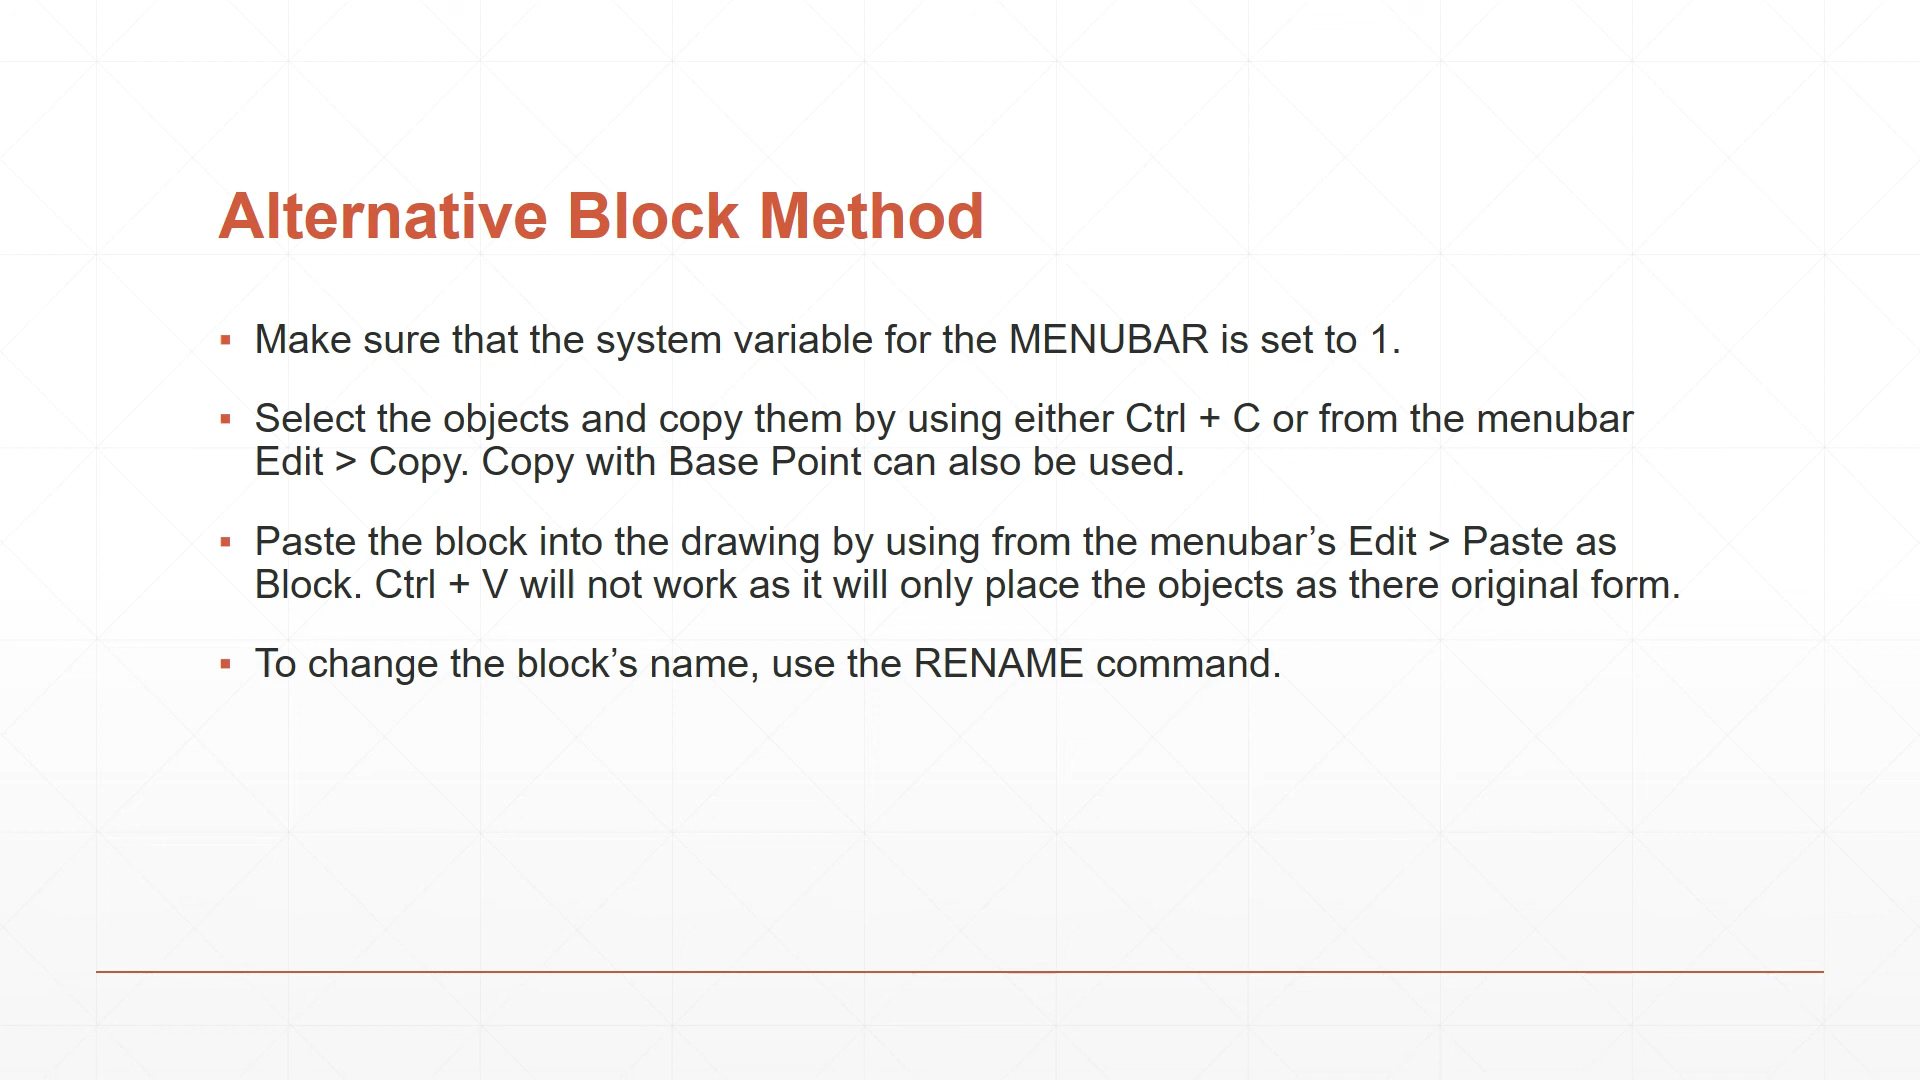 Alternative Block Method
▪ Make sure that the system variable for the MENUBAR is set to 1.
▪ Select the objects and copy them by using either Ctrl + C or from the menubar
Edit > Copy. Copy with Base Point can also be used.
▪ Paste the block into the drawing by using from the menubar’s Edit > Paste as
Block. Ctrl + V will not work as it will only place the objects as there original form.
▪ To change the block’s name, use the RENAME command.